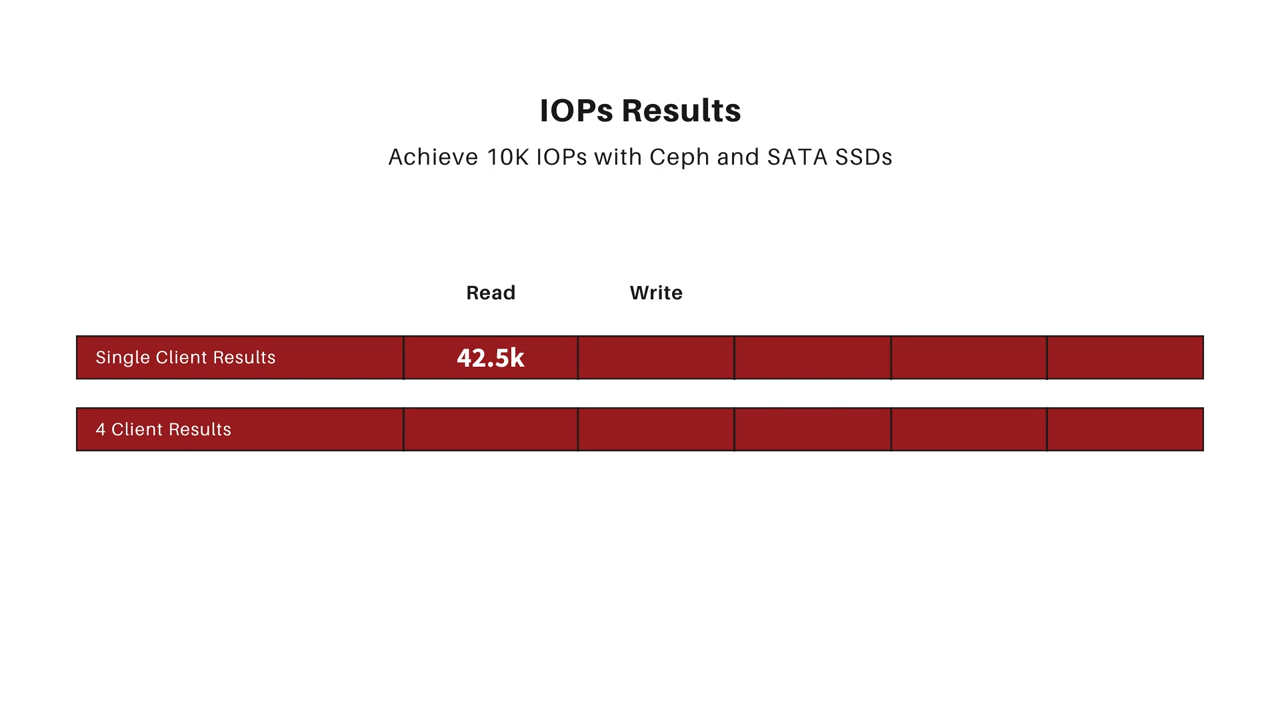 IOPs Results
Achieve 10K IOPs with Ceph and SATA SSDs
Read Write
Single Client Results 42.5k
4 Client Results